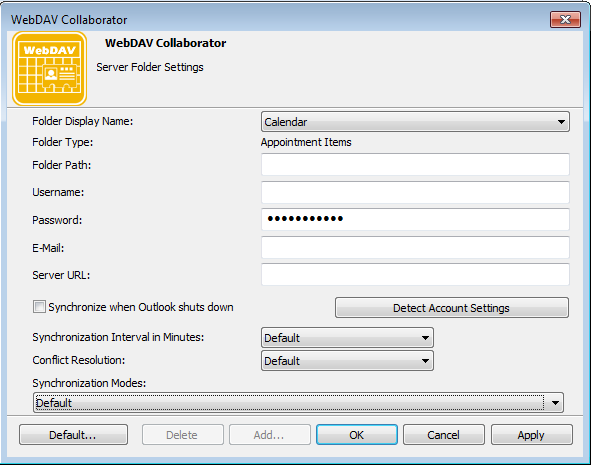 WebDAV Collaborator
WebDAV
WebDAV Collaborator
Server Folder Settings
Folder Display Name: Calendar
Folder Type: Appointment Items
Folder Path:
Username:
Password: •••••••••••
E-Mail:
Server URL:
Synchronize when Outlook shuts down Detect Account Settings
Synchronization Interval in Minutes: Default
Conflict Resolution: Default
Synchronization Modes:
Default
Default... Delete Add... OK Cancel Apply